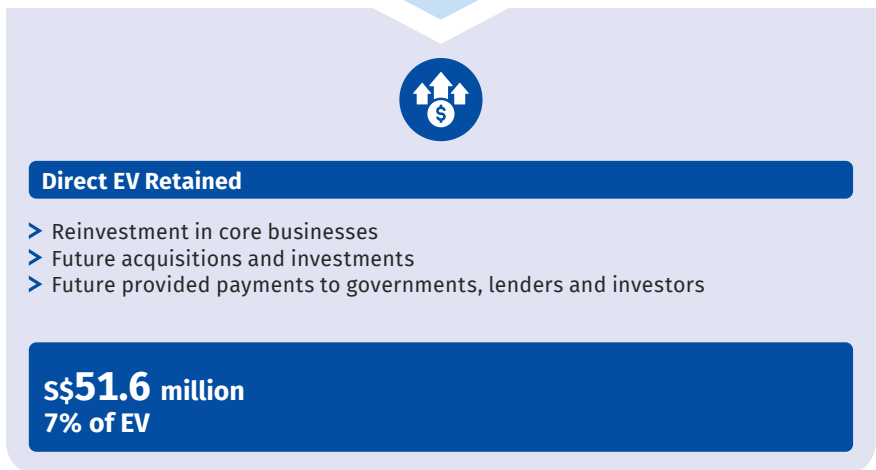 $
Direct EV Retained
Reinvestment in core businesses
Future acquisitions and investments
Future provided payments to governments, lenders and investors
S$51.6 million
7% of EV